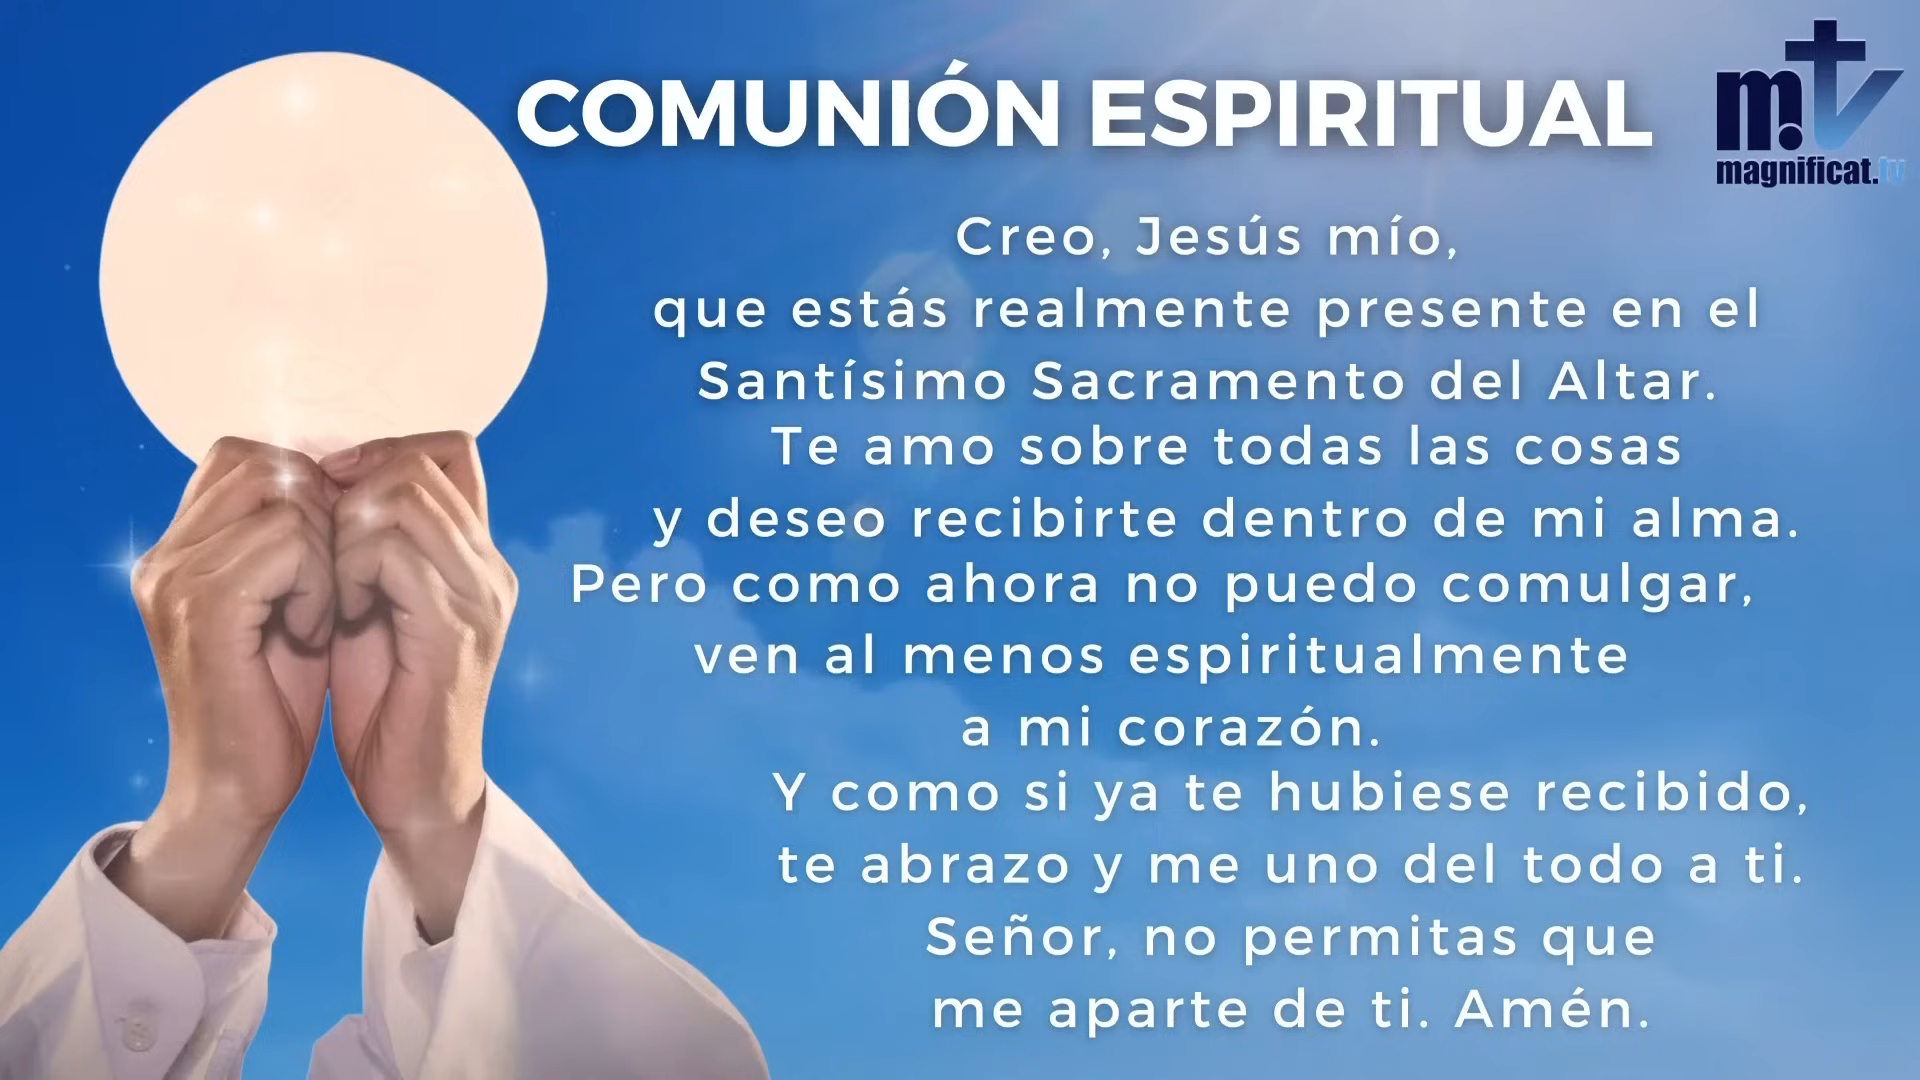 COMUNIÓN ESPIRITUAL
m.tv
magnificat.tv
Creo, Jesús mío,
que estás realmente presente en el
Santísimo Sacramento del Altar.
Te amo sobre todas las cosas
y deseo recibirte dentro de mi alma.
Pero como ahora no puedo comulgar,
ven al menos espiritualmente
a mi corazón.
Y como si ya te hubiese recibido,
te abrazo y me uno del todo a ti.
Señor, no permitas que
me aparte de ti. Amén.